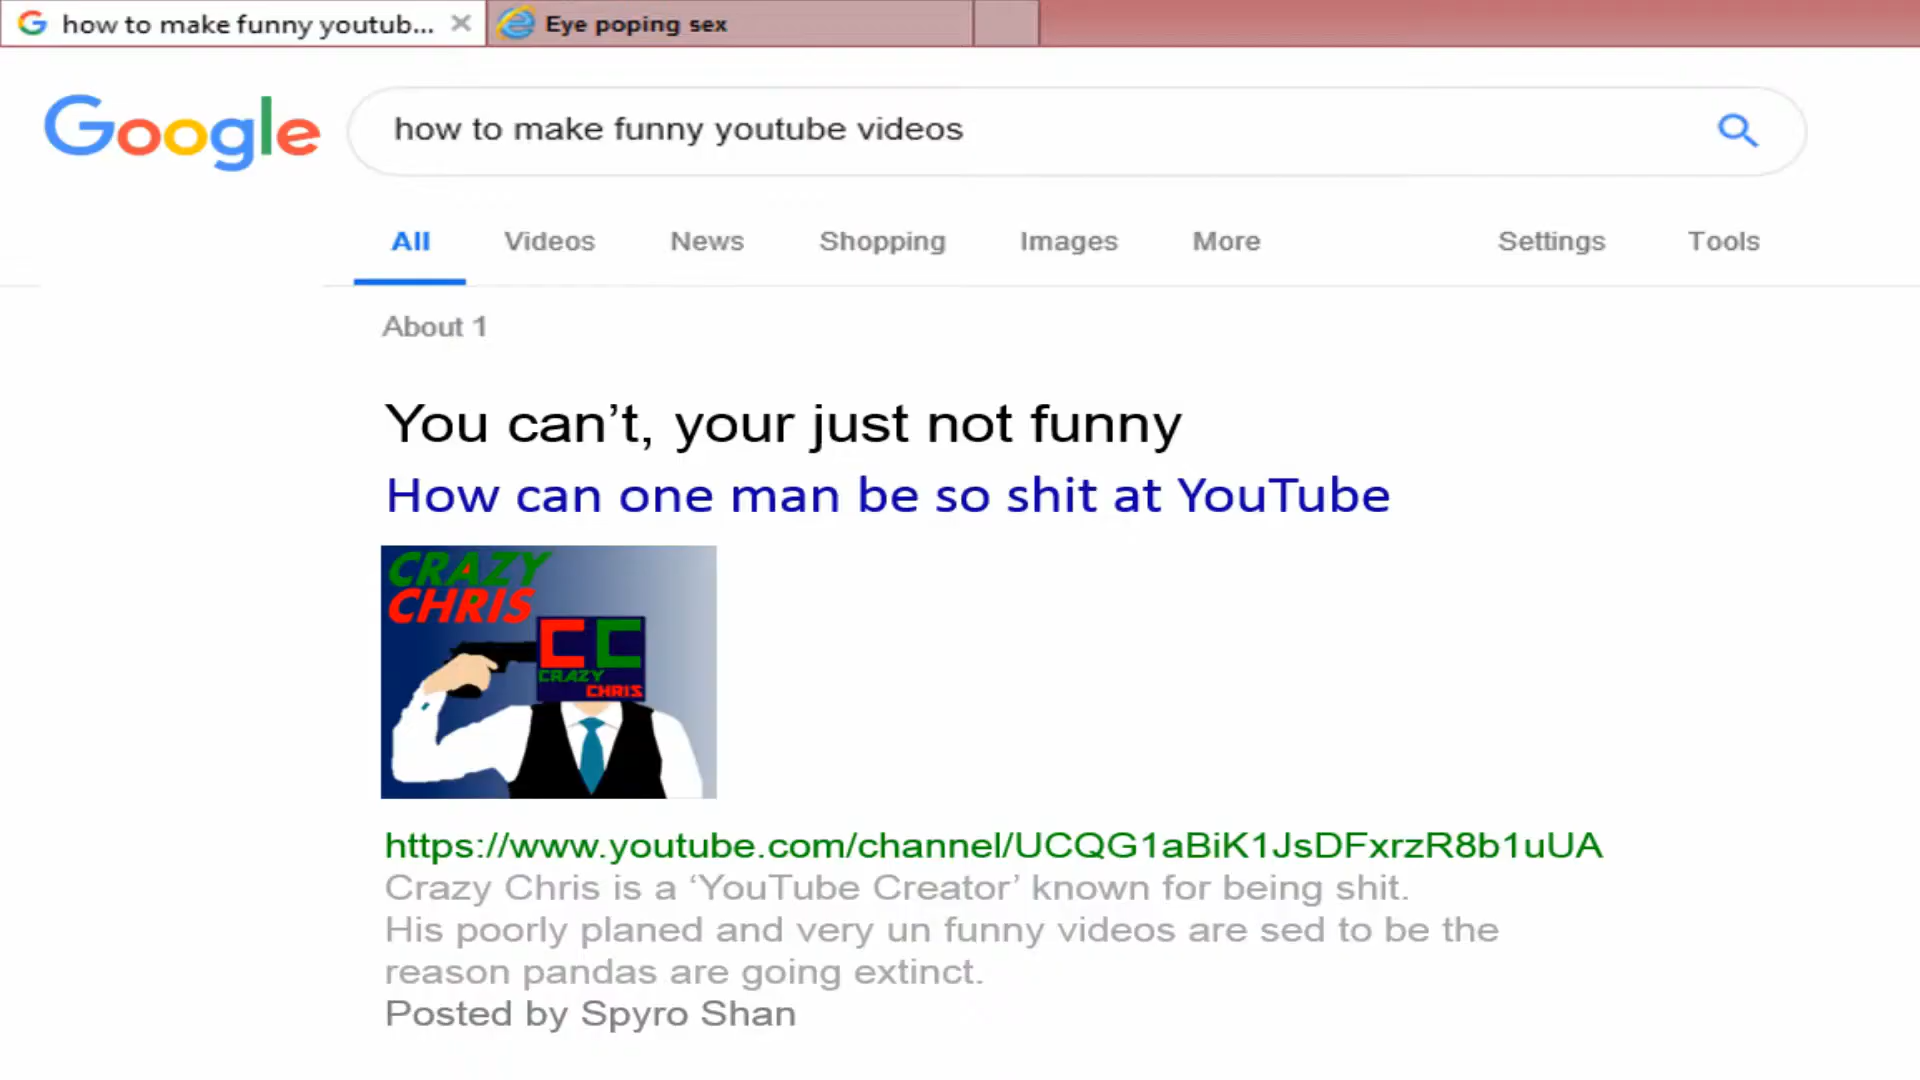 how to make funny youtub...
Eye poping sex
Google
how to make funny youtube videos
All Videos News Shopping Images More Settings Tools
About 1
You can’t, your just not funny
How can one man be so shit at YouTube
CRAZY
CHRIS
CC
CRAZY
CHRIS
https://www.youtube.com/channel/UCQG1aBiK1JsDFxrzR8b1uUA
Crazy Chris is a ‘YouTube Creator’ known for being shit.
His poorly planed and very un funny videos are sed to be the
reason pandas are going extinct.
Posted by Spyro Shan